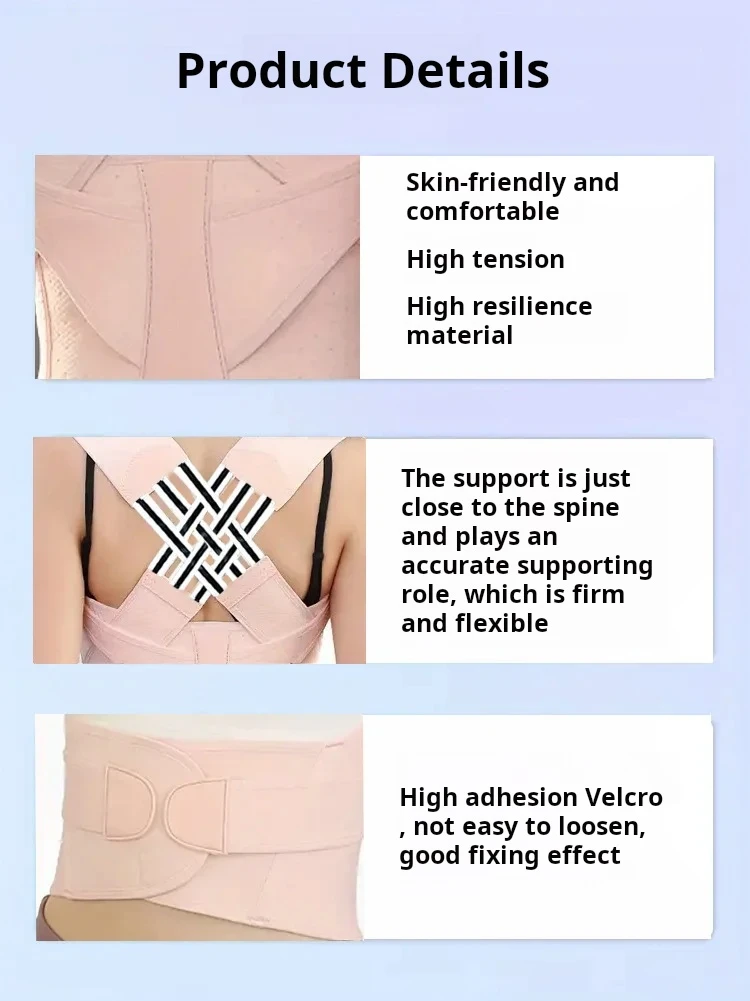 Product Details
Skin-friendly and
comfortable
High tension
High resilience
material
The support is just
close to the spine
and plays an
accurate supporting
role, which is firm
and flexible
High adhesion Velcro
, not easy to loosen,
good fixing effect